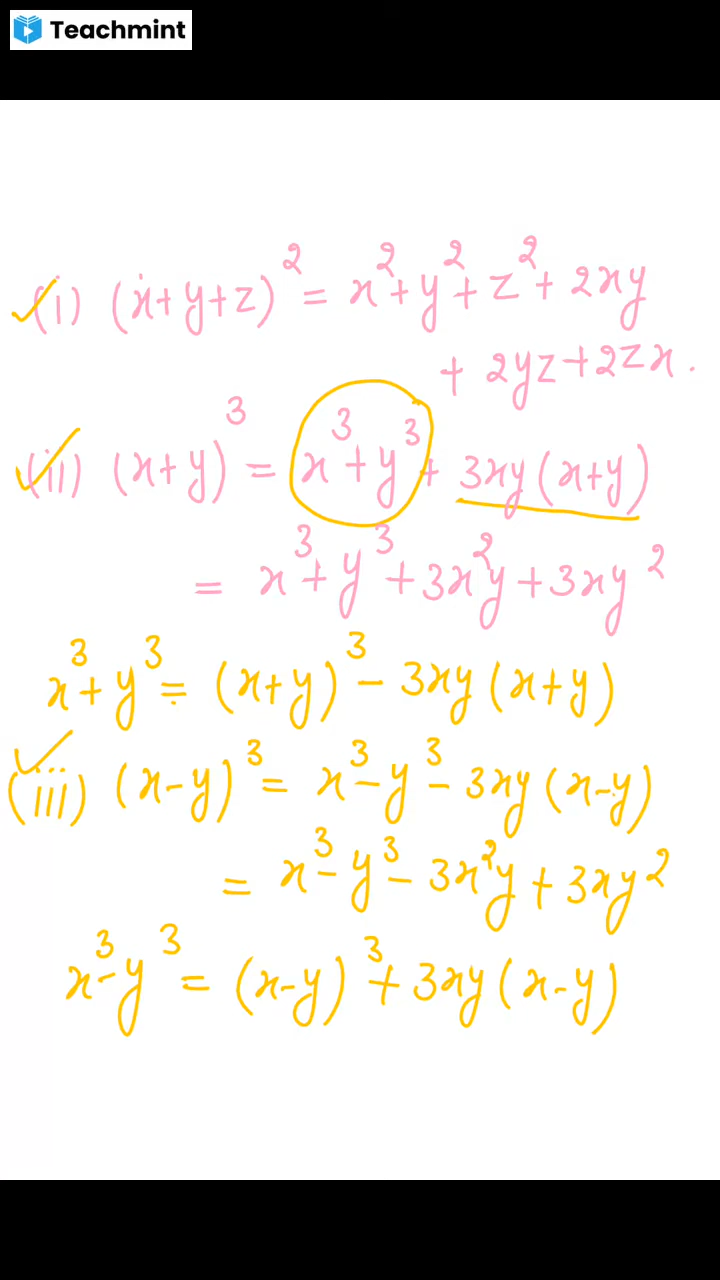 Teachmint
(i) (x+y+z)² = x²+y²+z²+2xy
+ 2yz+2zx.
(ii) (x+y)³ = x³+y³+ 3xy(x+y)
= x³+y³+3x²y+3xy²
x³+y³= (x+y)³- 3xy(x+y)
(iii) (x-y)³= x³-y³- 3xy(x-y)
= x³-y³- 3x²y+3xy²
x³-y³= (x-y)³+3xy(x-y)